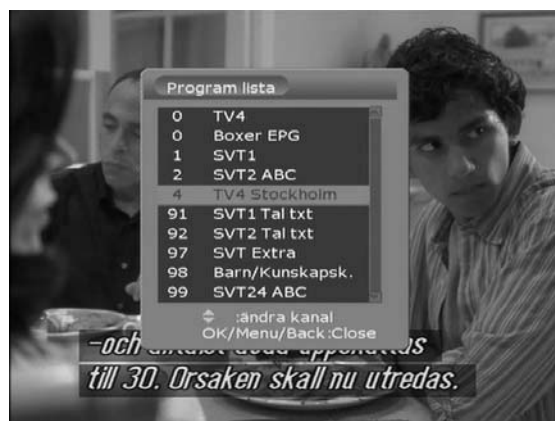 Program lista
0 TV4
0 Boxer EPG
1 SVT1
2 SVT2 ABC
4 TV4 Stockholm
91 SVT1 Tal txt
92 SVT2 Tal txt
97 SVT Extra
98 Barn/Kunskapsk.
99 SVT24 ABC
:ändra kanal
OK/Menu/Back:Close
-och
till 30. Orsaken skall nu utredas.